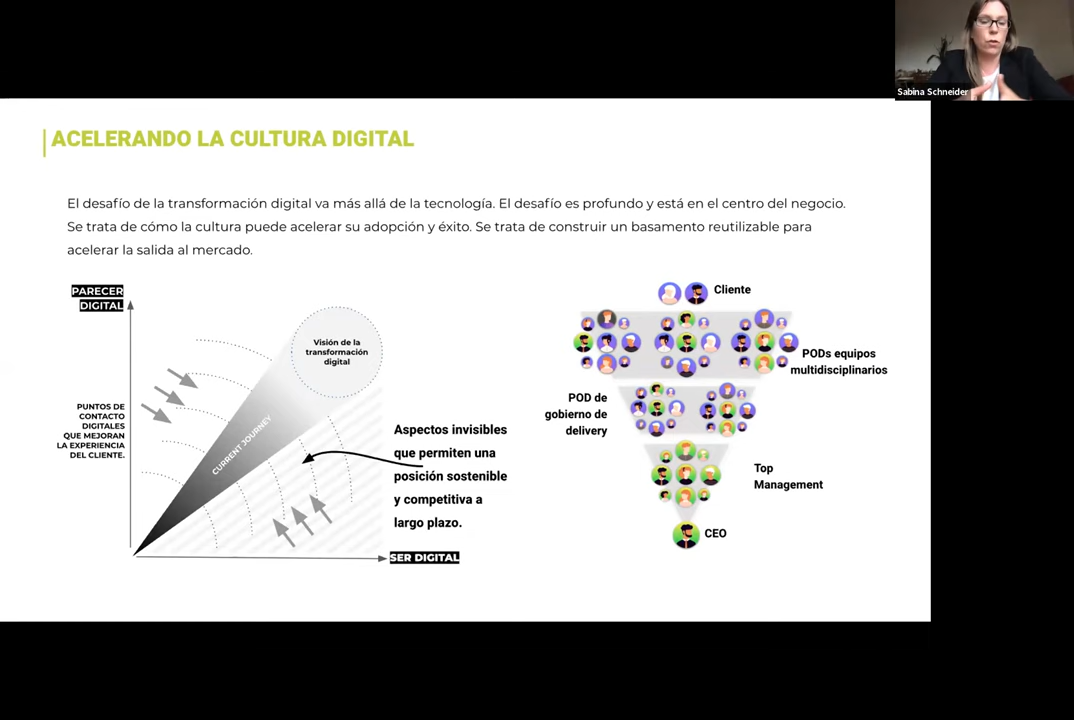 Sabina Schneider
ACELERANDO LA CULTURA DIGITAL
El desafío de la transformación digital va más allá de la tecnología. El desafío es profundo y está en el centro del negocio.
Se trata de cómo la cultura puede acelerar su adopción y éxito. Se trata de construir un basamento reutilizable para
acelerar la salida al mercado.
PARECER
DIGITAL
Visión de la
transformación
digital
PUNTOS DE
CONTACTO
DIGITALES
QUE MEJORAN
LA EXPERIENCIA
DEL CLIENTE.
CURRENT JOURNEY
Aspectos invisibles
que permiten una
posición sostenible
y competitiva a
largo plazo.
SER DIGITAL
Cliente
PODs equipos
multidisciplinarios
POD de
gobierno de
delivery
Top
Management
CEO